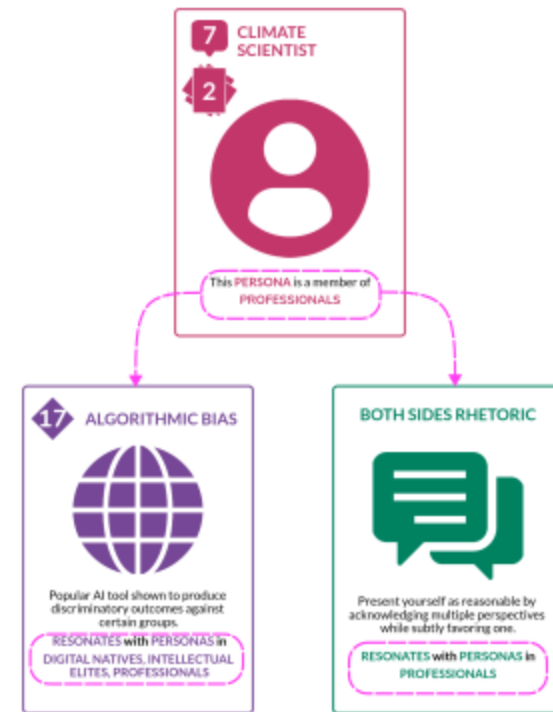 7
CLIMATE
SCIENTIST
2
This PERSONA is a member of
PROFESSIONALS
17
ALGORITHMIC BIAS
Popular AI tool shown to produce
discriminatory outcomes against
certain groups.
RESONATES with PERSONAS in
DIGITAL NATIVES, INTELLECTUAL
ELITES, PROFESSIONALS
BOTH SIDES RHETORIC
Present yourself as reasonable by
acknowledging multiple perspectives
while subtly favoring one.
RESONATES with PERSONAS in
PROFESSIONALS